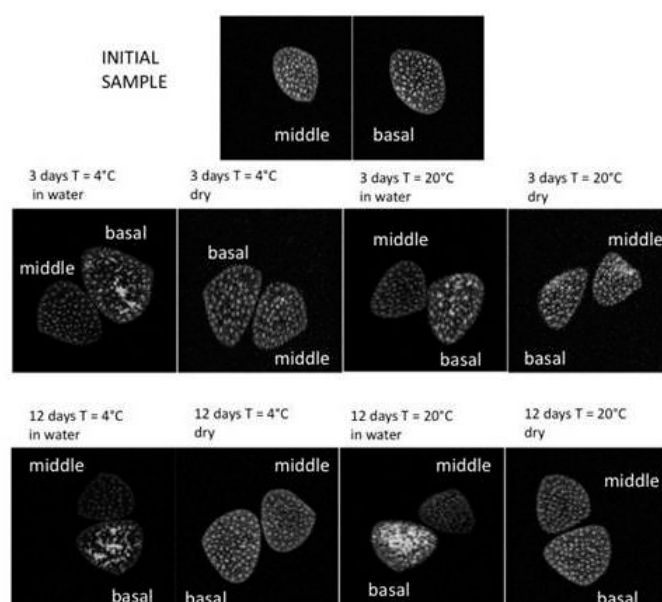 INITIAL
SAMPLE
middle
basal
3 days T = 4°C
in water
3 days T = 4°C
dry
3 days T = 20°C
in water
3 days T = 20°C
dry
basal
middle
basal
middle
middle
basal
middle
basal
12 days T = 4°C
in water
12 days T = 4°C
dry
12 days T = 20°C
in water
12 days T = 20°C
dry
middle
basal
middle
basal
middle
basal
middle
basal